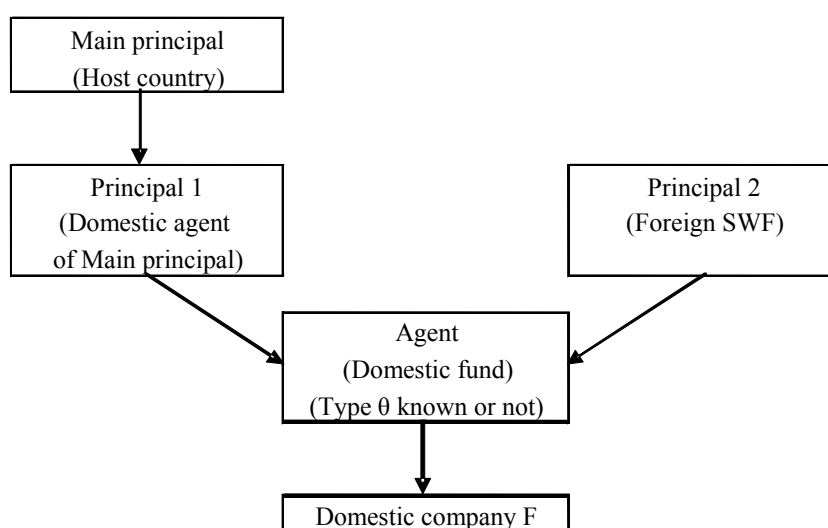 Main principal
(Host country)
Principal 1
(Domestic agent
of Main principal)
Principal 2
(Foreign SWF)
Agent
(Domestic fund)
(Type θ known or not)
Domestic company F